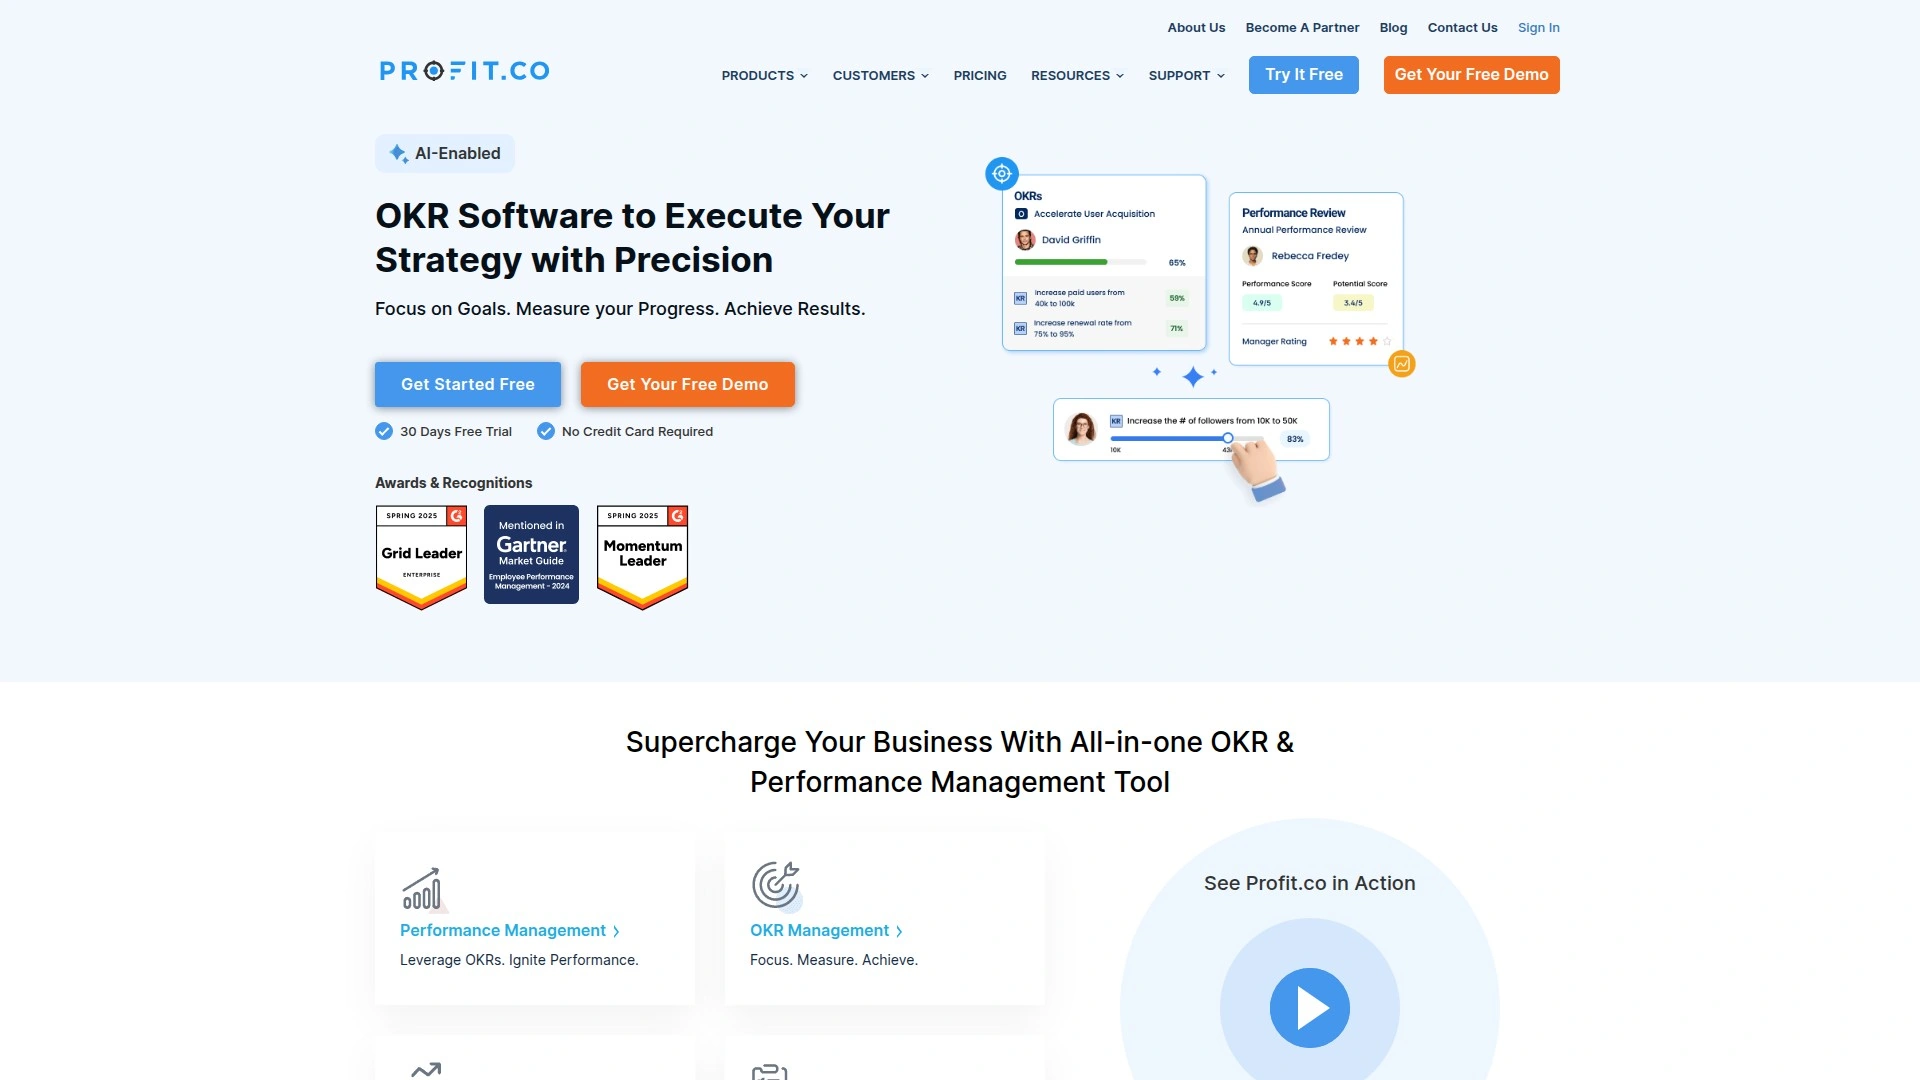 About Us Become A Partner Blog Contact Us Sign In
PROFIT.CO
PRODUCTS CUSTOMERS PRICING RESOURCES SUPPORT Try It Free Get Your Free Demo
AI-Enabled
OKR Software to Execute Your
Strategy with Precision
Focus on Goals. Measure your Progress. Achieve Results.
Get Started Free Get Your Free Demo
30 Days Free Trial No Credit Card Required
Awards & Recognitions
SPRING 2025
Grid Leader
ENTERPRISE
Mentioned in
Gartner
Market Guide
Employee Performance
Management - 2024
SPRING 2025
Momentum
Leader
OKRs
O Accelerate User Acquisition
David Griffin
65%
KR Increase paid users from
40k to 100k
59%
KR Increase renewal rate from
75% to 95%
71%
Performance Review
Annual Performance Review
Rebecca Fredey
Performance Score Potential Score
4.9/5 3.4/5
Manager Rating
KR Increase the # of followers from 10K to 50K
83%
10K
Supercharge Your Business With All-in-one OKR &
Performance Management Tool
Performance Management
Leverage OKRs. Ignite Performance.
OKR Management
Focus. Measure. Achieve.
See Profit.co in Action